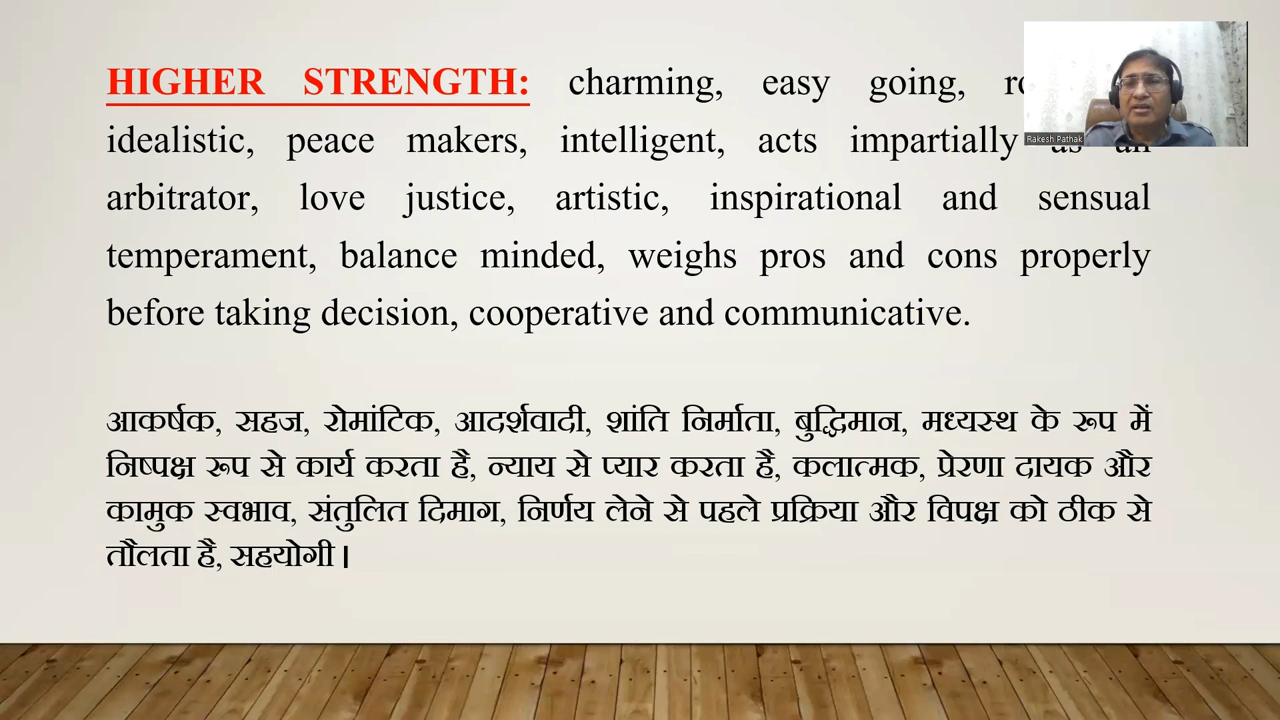 HIGHER STRENGTH: charming, easy going,
idealistic, peace makers, intelligent, acts impartially as an
arbitrator, love justice, artistic, inspirational and sensual
temperament, balance minded, weighs pros and cons properly
before taking decision, cooperative and communicative.
आकर्षक, सहज, रोमांटिक, आदर्शवादी, शांति निर्माता, बुद्धिमान, मध्यस्थ के रूप में
निष्पक्ष रूप से कार्य करता है, न्याय से प्यार करता है, कलात्मक, प्रेरणा दायक और
कामुक स्वभाव, संतुलित दिमाग, निर्णय लेने से पहले प्रक्रिया और विपक्ष को ठीक से
तौलता है, सहयोगी।
Rakesh Pathak